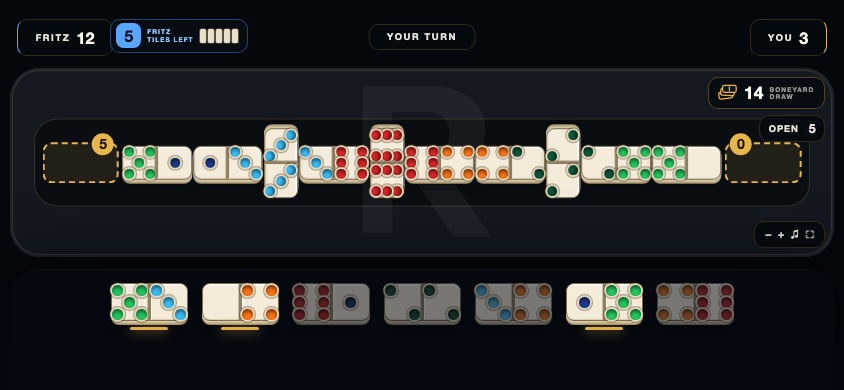 FRITZ 12
5 FRITZ
TILES LEFT
YOUR TURN
YOU 3
14 BONEYARD
DRAW
OPEN 5
5
0
R
− +